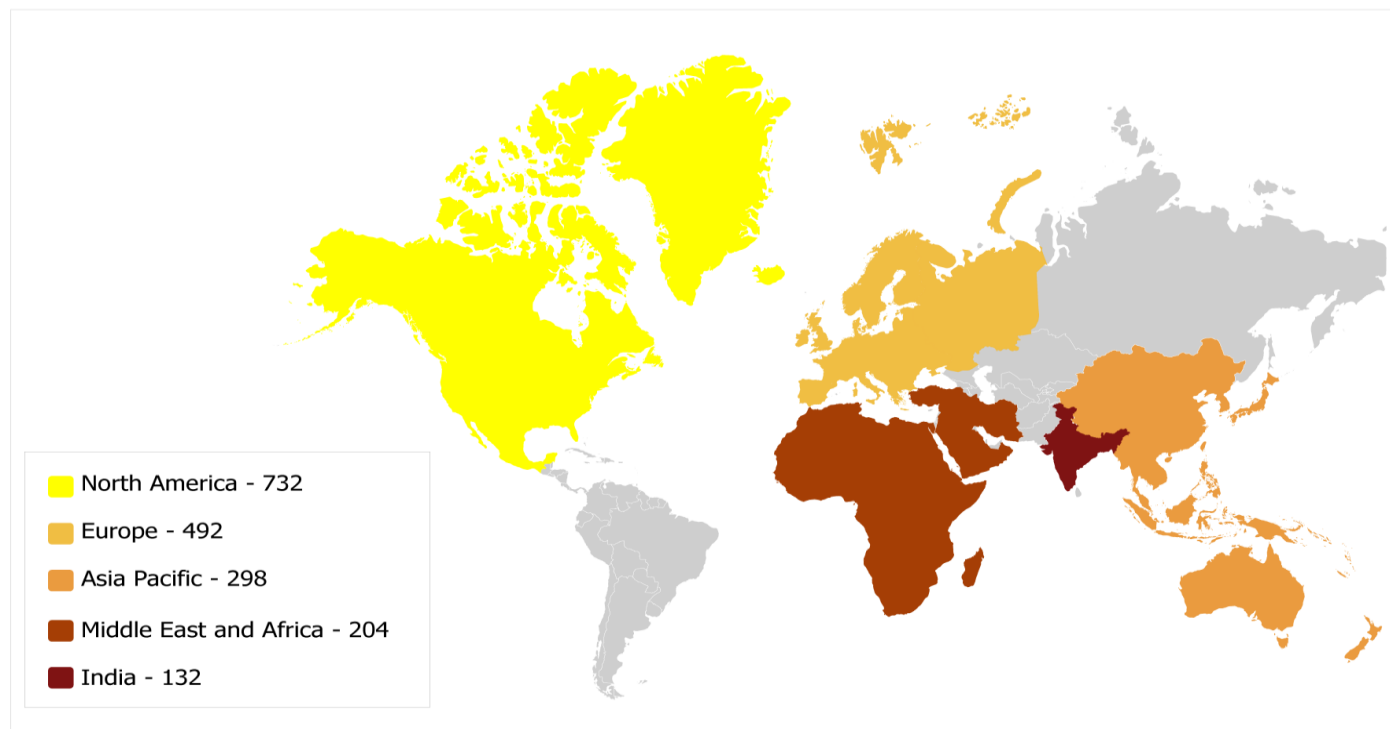 North America - 732
Europe - 492
Asia Pacific - 298
Middle East and Africa - 204
India - 132